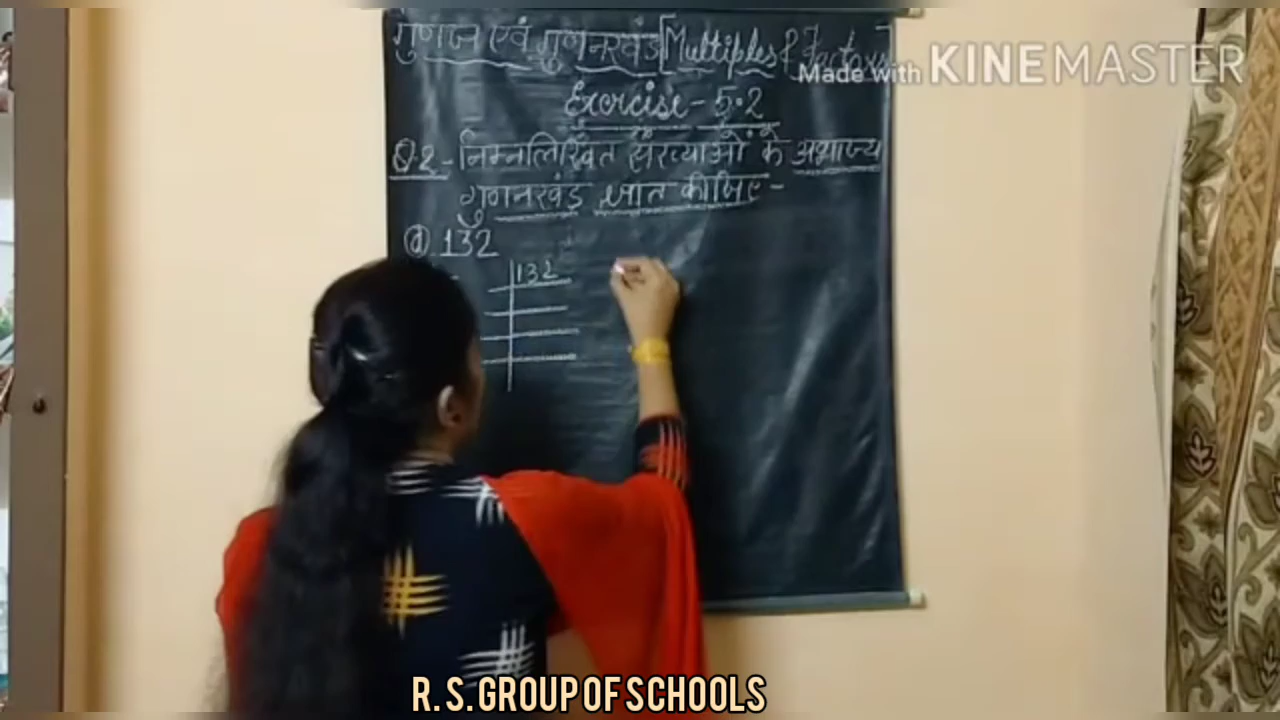 गुणज एवं गुणनखंड [Multiples & Factors]
Made with KINEMASTER
Exercise - 5.2
Q.2 - निम्नलिखित संख्याओं के अभाज्य
गुणनखंड ज्ञात कीजिए -
(d). 132
132
R. S. GROUP OF SCHOOLS